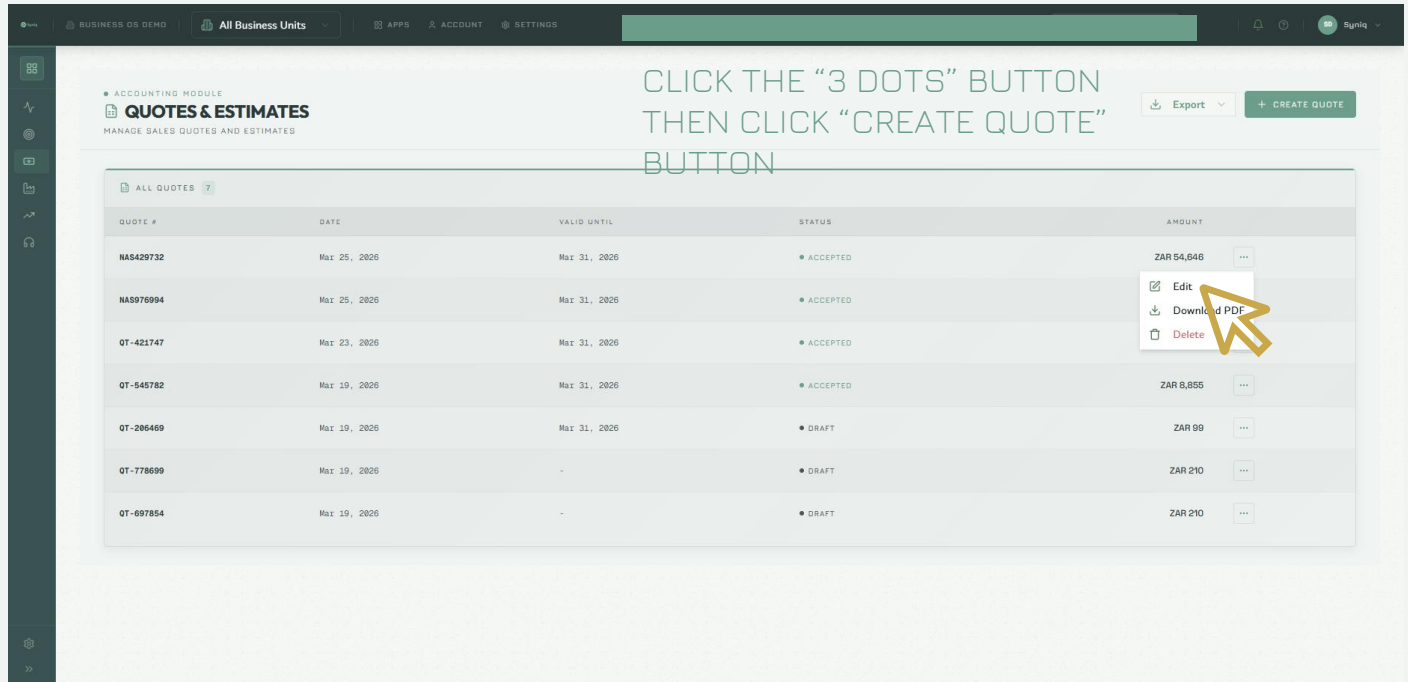 Syniq
BUSINESS OS DEMO
All Business Units
APPS
ACCOUNT
SETTINGS
SD
Syniq
ACCOUNTING MODULE
QUOTES & ESTIMATES
MANAGE SALES QUOTES AND ESTIMATES
CLICK THE “3 DOTS” BUTTON
THEN CLICK “CREATE QUOTE”
BUTTON
Export
+ CREATE QUOTE
ALL QUOTES 7
QUOTE # DATE VALID UNTIL STATUS AMOUNT
NAS429732 Mar 25, 2026 Mar 31, 2026 ACCEPTED ZAR 54,646
NAS976994 Mar 25, 2026 Mar 31, 2026 ACCEPTED
QT-421747 Mar 23, 2026 Mar 31, 2026 ACCEPTED
Edit
Download PDF
Delete
QT-545782 Mar 19, 2026 Mar 31, 2026 ACCEPTED ZAR 8,855
QT-206469 Mar 19, 2026 Mar 31, 2026 DRAFT ZAR 99
QT-778699 Mar 19, 2026 - DRAFT ZAR 210
QT-697854 Mar 19, 2026 - DRAFT ZAR 210